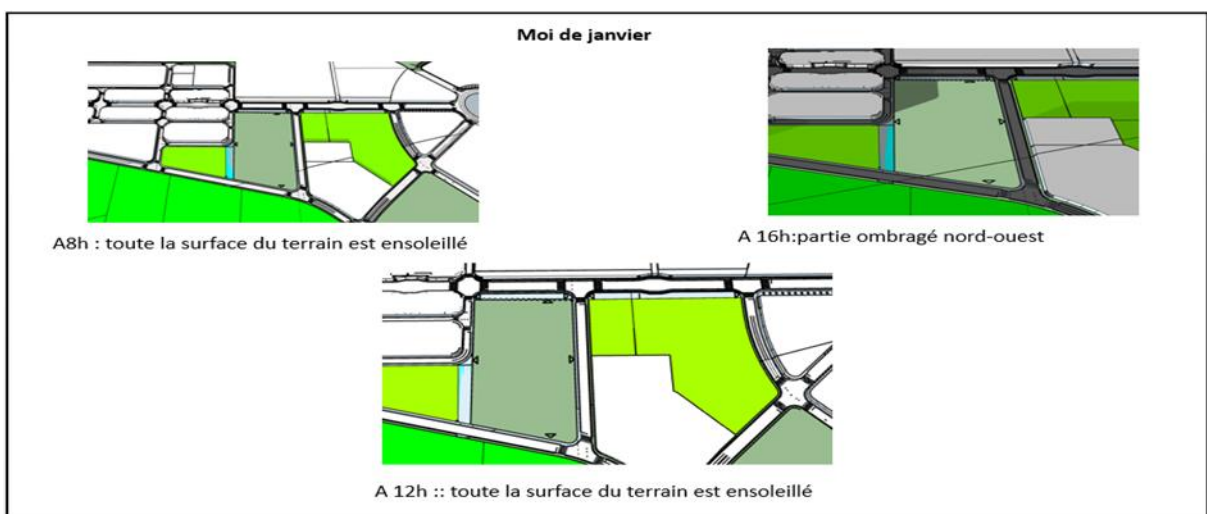 Moi de janvier
A8h : toute la surface du terrain est ensoleillé
A 16h:partie ombragé nord-ouest
A 12h :: toute la surface du terrain est ensoleillé